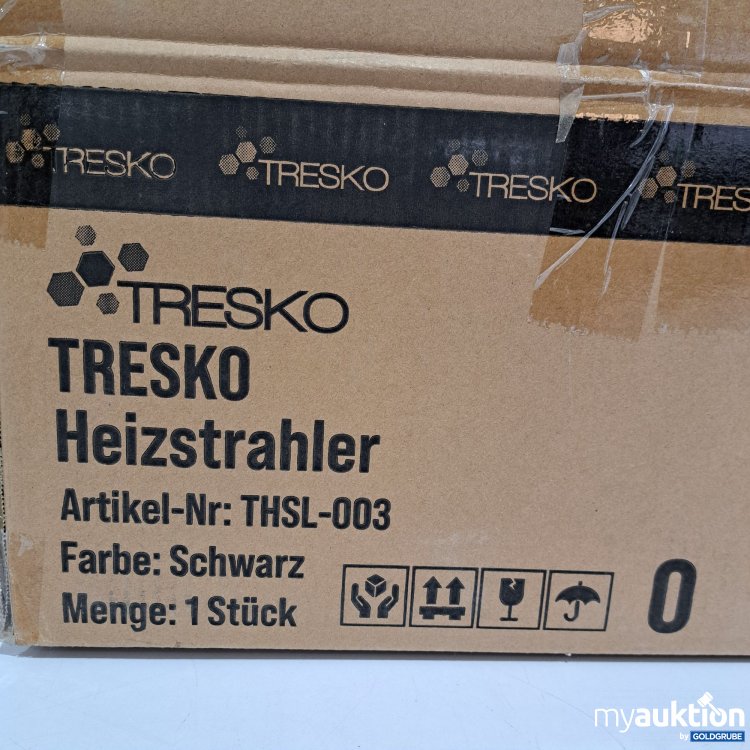 TRESKO TRESKO TRESKO TRES
TRESKO
TRESKO
Heizstrahler
Artikel-Nr: THSL-003
Farbe: Schwarz
Menge: 1 Stück
0
myauktion
by GOLDGRUBE